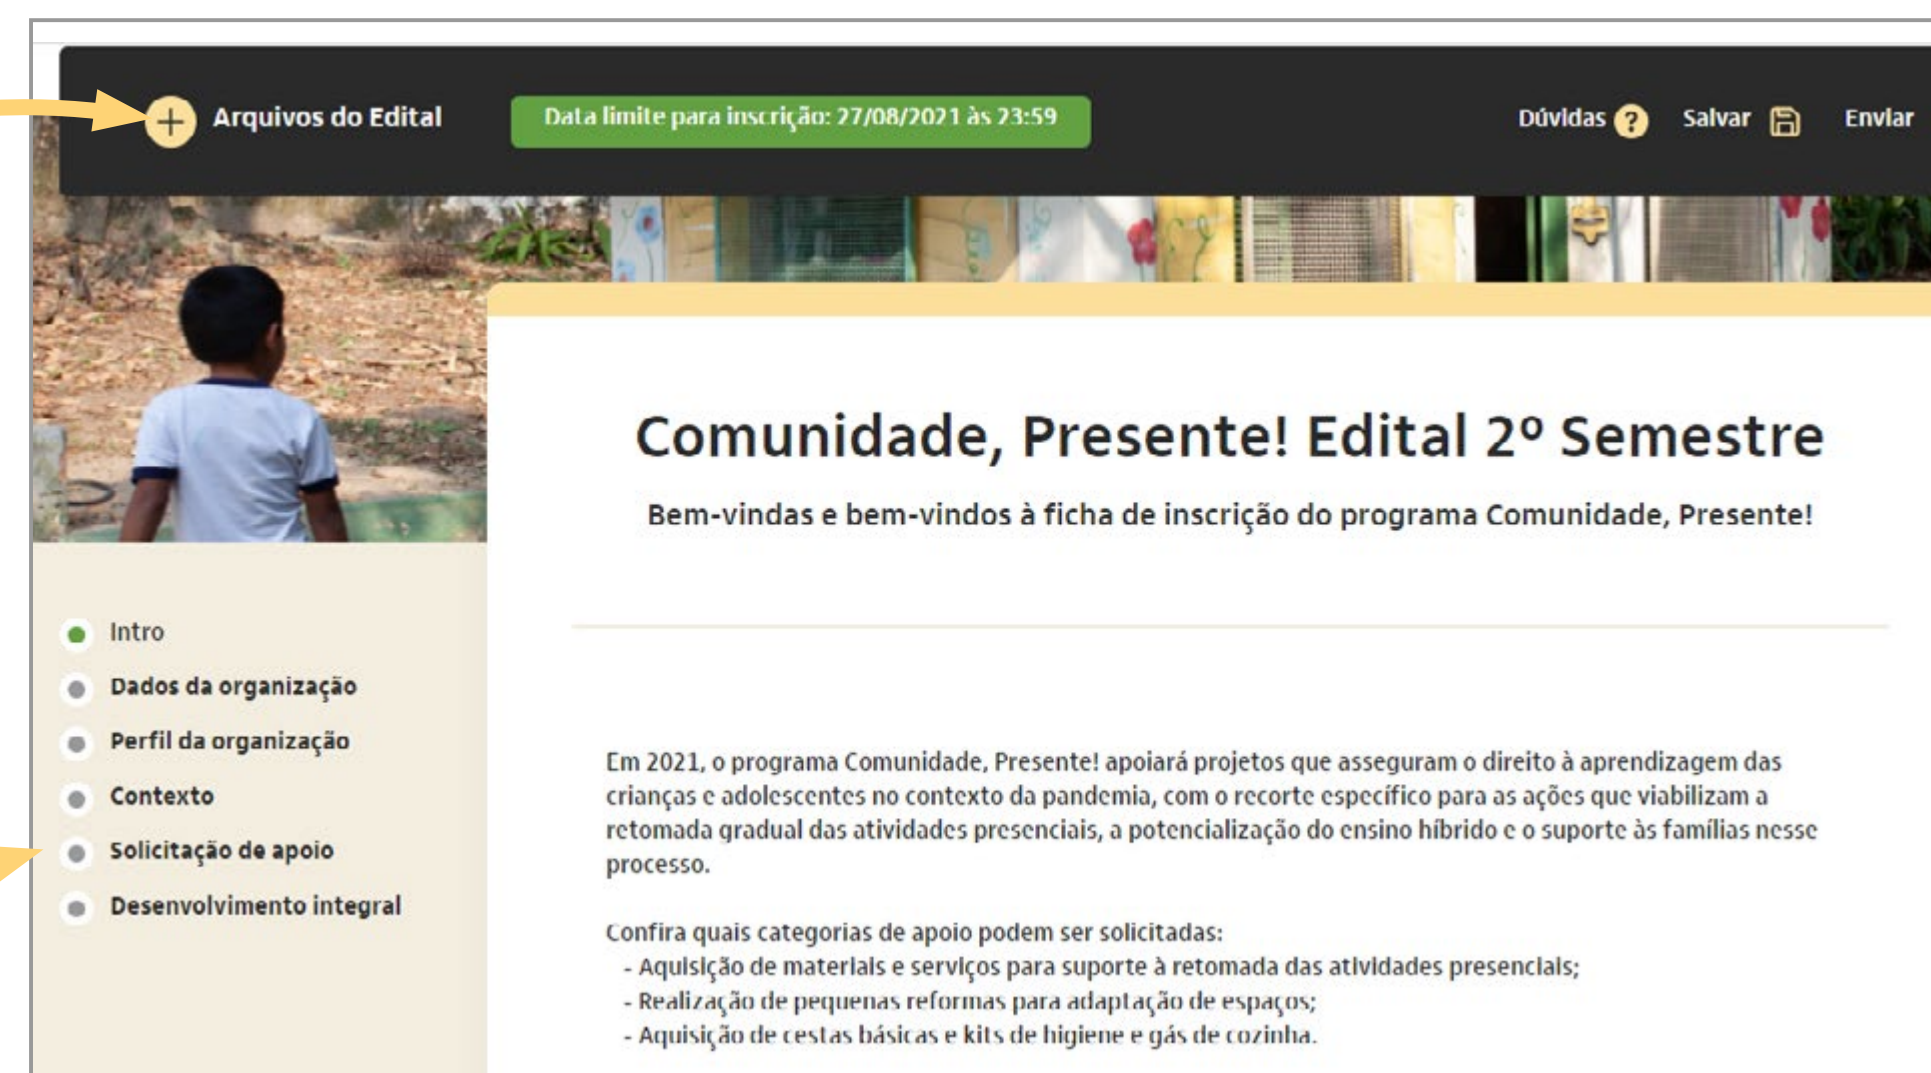 Arquivos do Edital
Data limite para inscrição: 27/08/2021 às 23:59
Dúvidas ?
Salvar
Enviar
Comunidade, Presente! Edital 2º Semestre
Bem-vindas e bem-vindos à ficha de inscrição do programa Comunidade, Presente!
Intro
Dados da organização
Perfil da organização
Contexto
Solicitação de apoio
Desenvolvimento integral
Em 2021, o programa Comunidade, Presente! apoiará projetos que asseguram o direito à aprendizagem das
crianças e adolescentes no contexto da pandemia, com o recorte específico para as ações que viabilizam a
retomada gradual das atividades presenciais, a potencialização do ensino híbrido e o suporte às famílias nesse
processo.
Confira quais categorias de apoio podem ser solicitadas:
- Aquisição de materiais e serviços para suporte à retomada das atividades presenciais;
- Realização de pequenas reformas para adaptação de espaços;
- Aquisição de cestas básicas e kits de higiene e gás de cozinha.